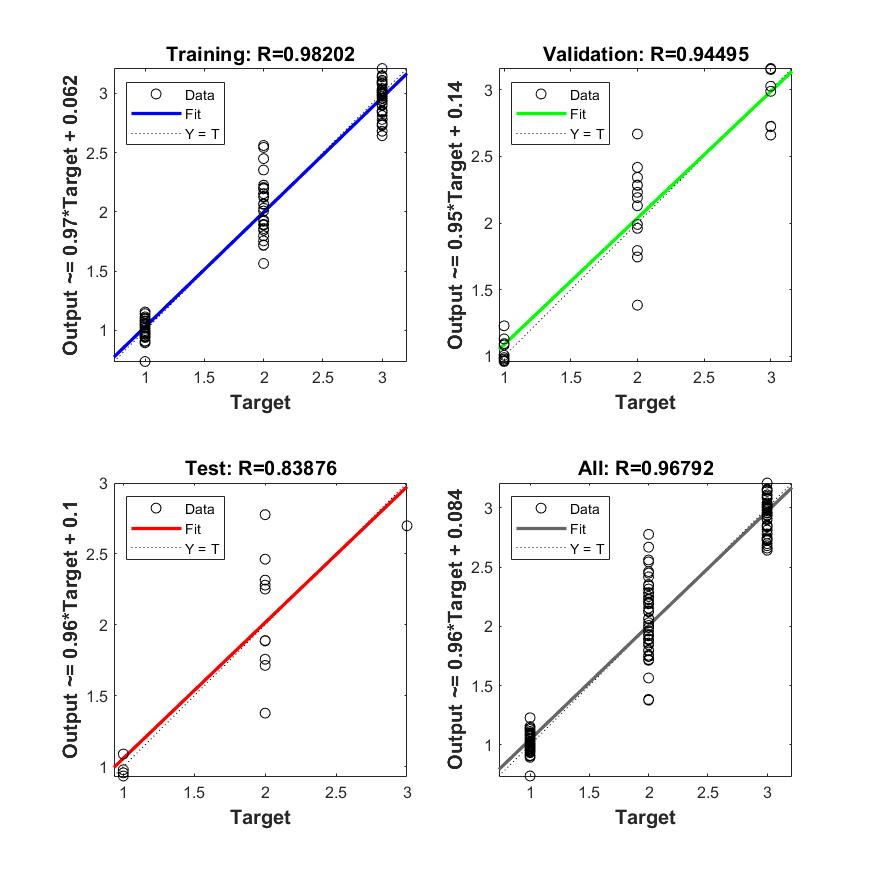 Training: R=0.98202
Output ~= 0.97*Target + 0.062
3
2.5
2
1.5
1
Data
Fit
Y = T
1
1.5
2
2.5
3
Target
Validation: R=0.94495
Output ~= 0.95*Target + 0.14
3
2.5
2
1.5
1
Data
Fit
Y = T
1
1.5
2
2.5
3
Target
Test: R=0.83876
Output ~= 0.96*Target + 0.1
3
2.5
2
1.5
1
Data
Fit
Y = T
1
1.5
2
2.5
3
Target
All: R=0.96792
Output ~= 0.96*Target + 0.084
3
2.5
2
1.5
1
Data
Fit
Y = T
1
1.5
2
2.5
3
Target